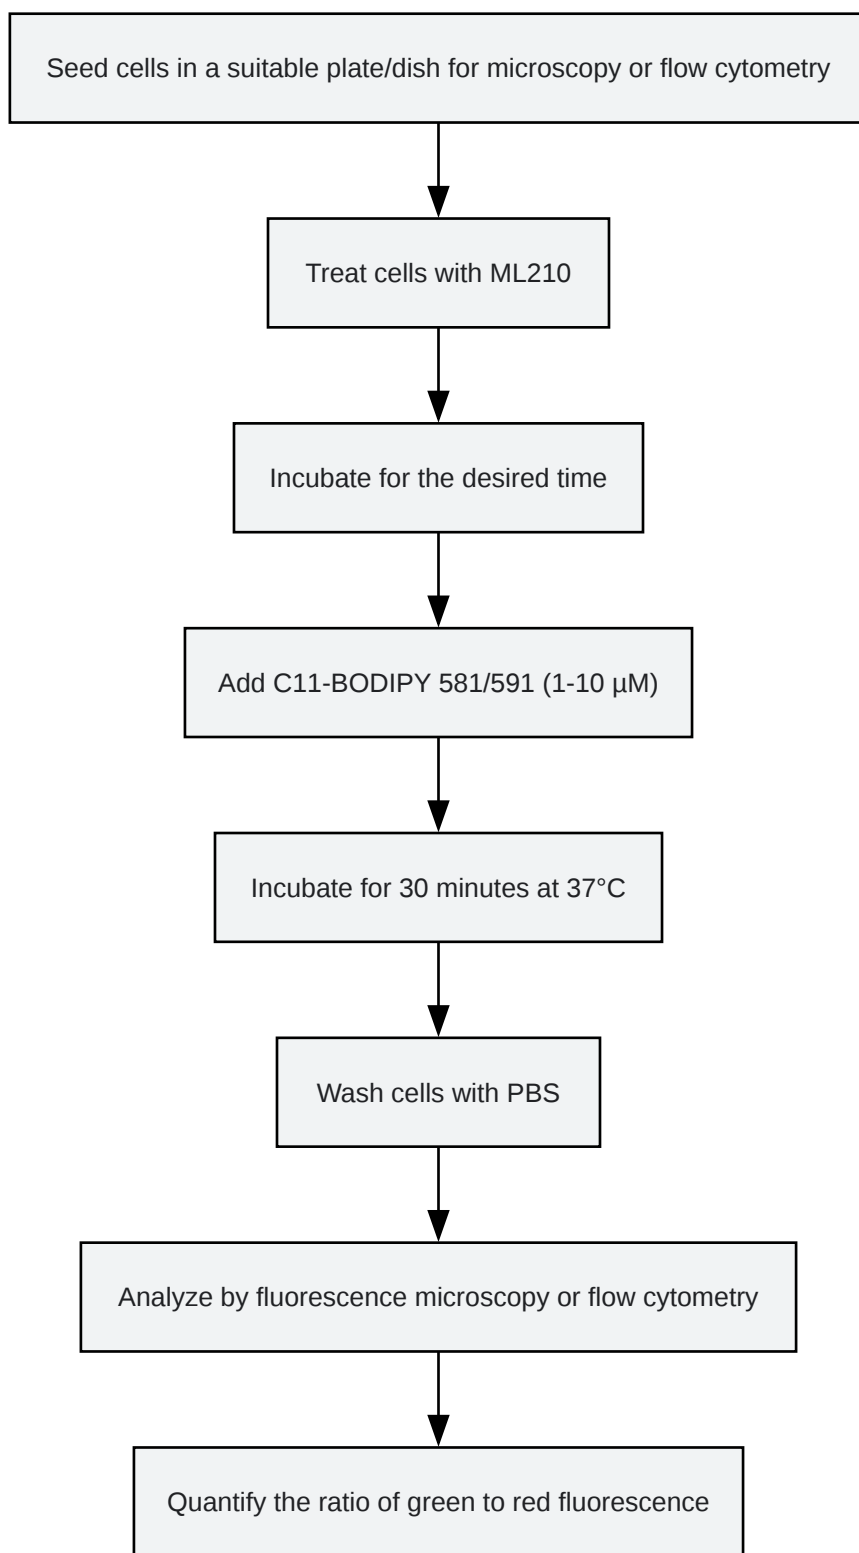 Seed cells in a suitable plate/dish for microscopy or flow cytometry
Treat cells with ML210
Incubate for the desired time
Add C11-BODIPY 581/591 (1-10 µM)
Incubate for 30 minutes at 37°C
Wash cells with PBS
Analyze by fluorescence microscopy or flow cytometry
Quantify the ratio of green to red fluorescence